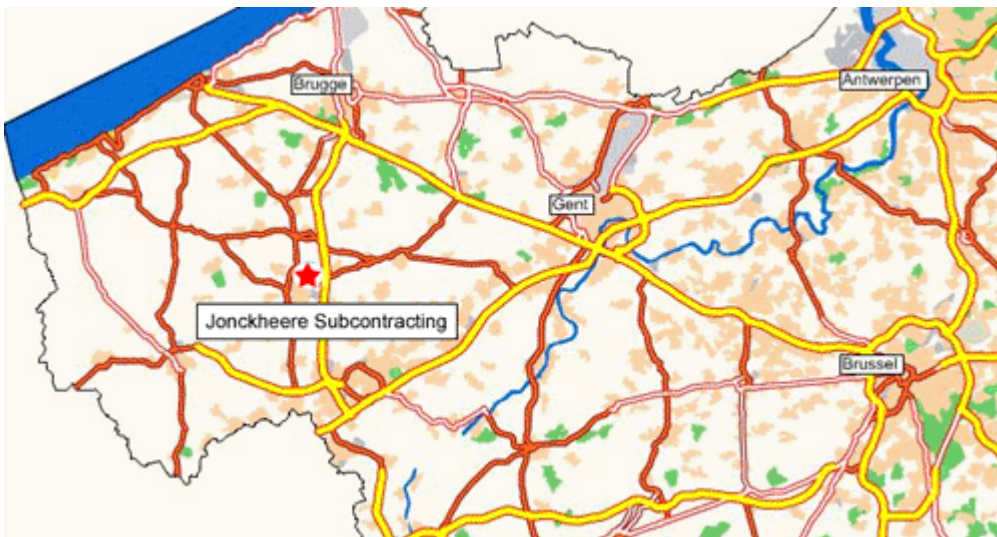 Brugge
Antwerpen
Gent
Jonckheere Subcontracting
Brussel